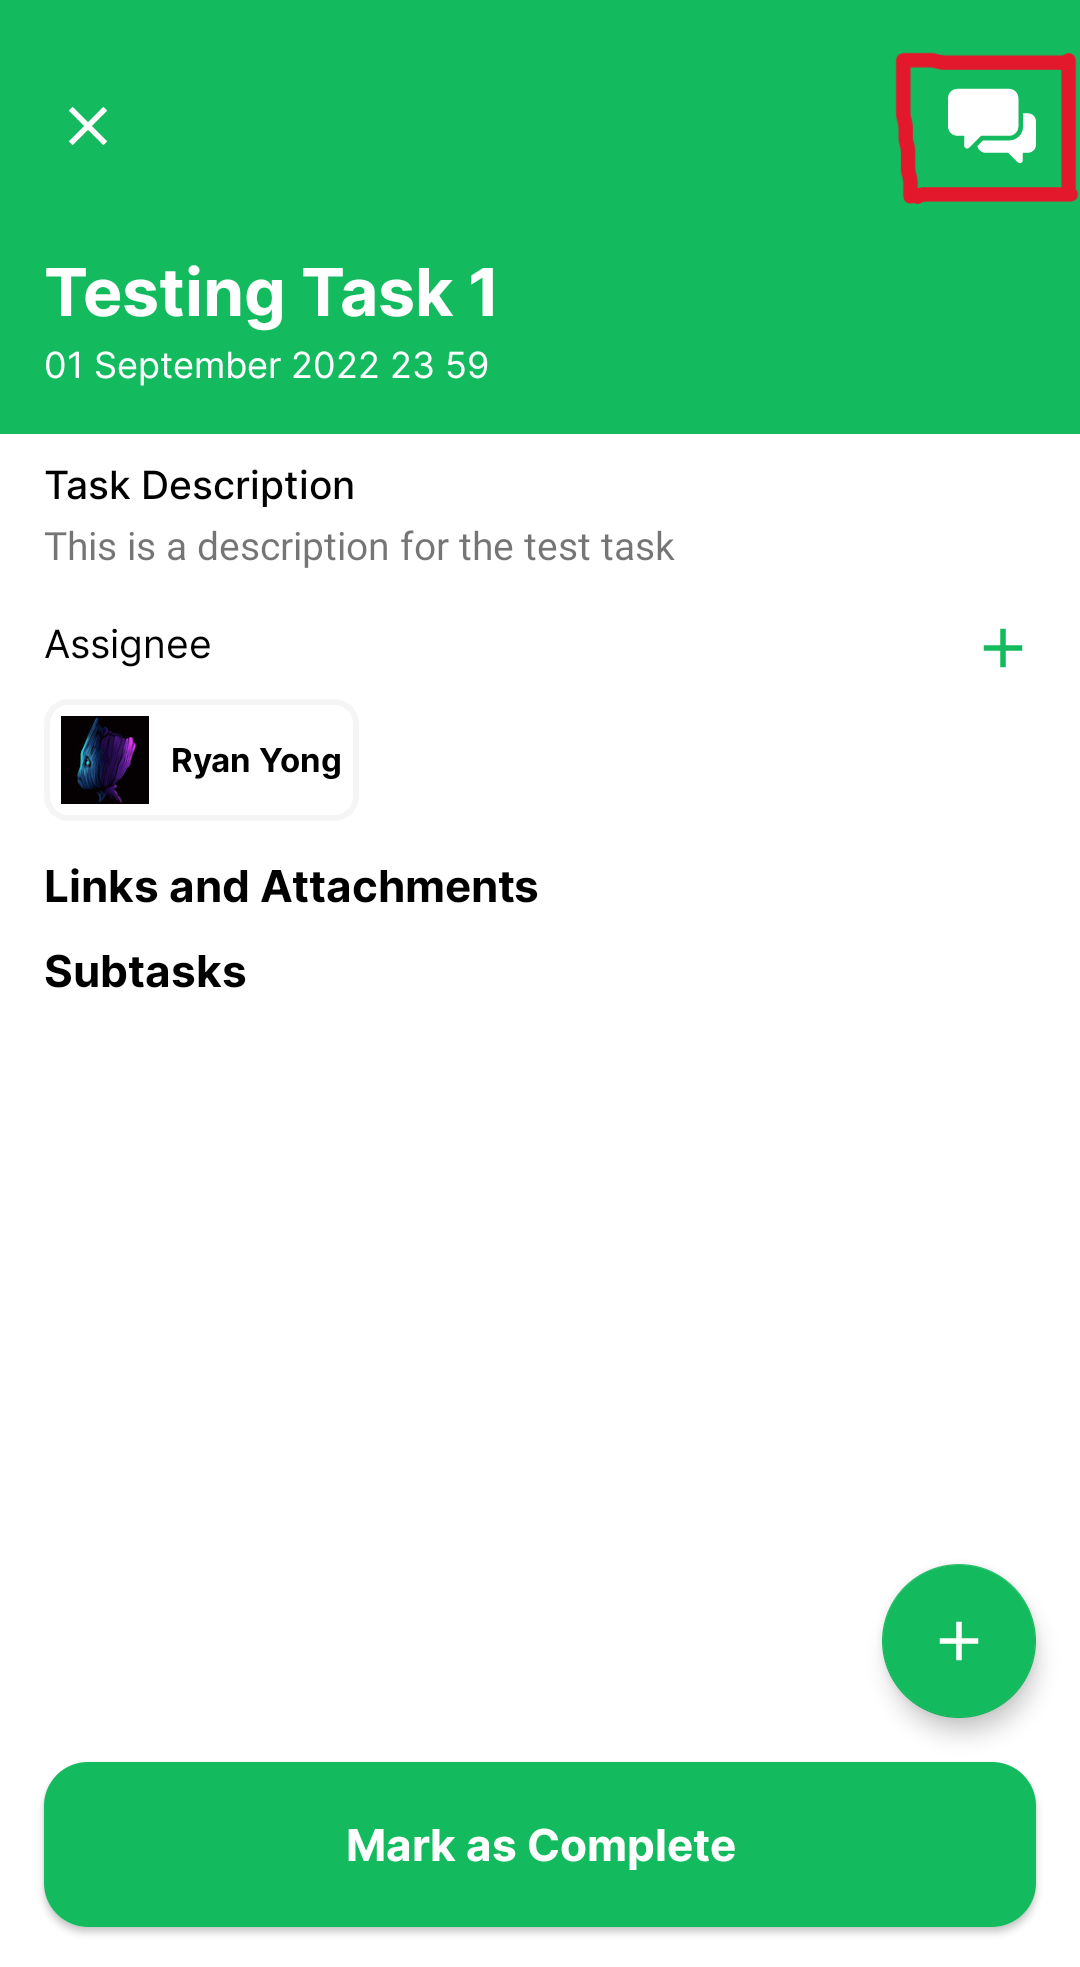 Testing Task 1
01 September 2022 23 59
Task Description
This is a description for the test task
Assignee
Ryan Yong
Links and Attachments
Subtasks
Mark as Complete